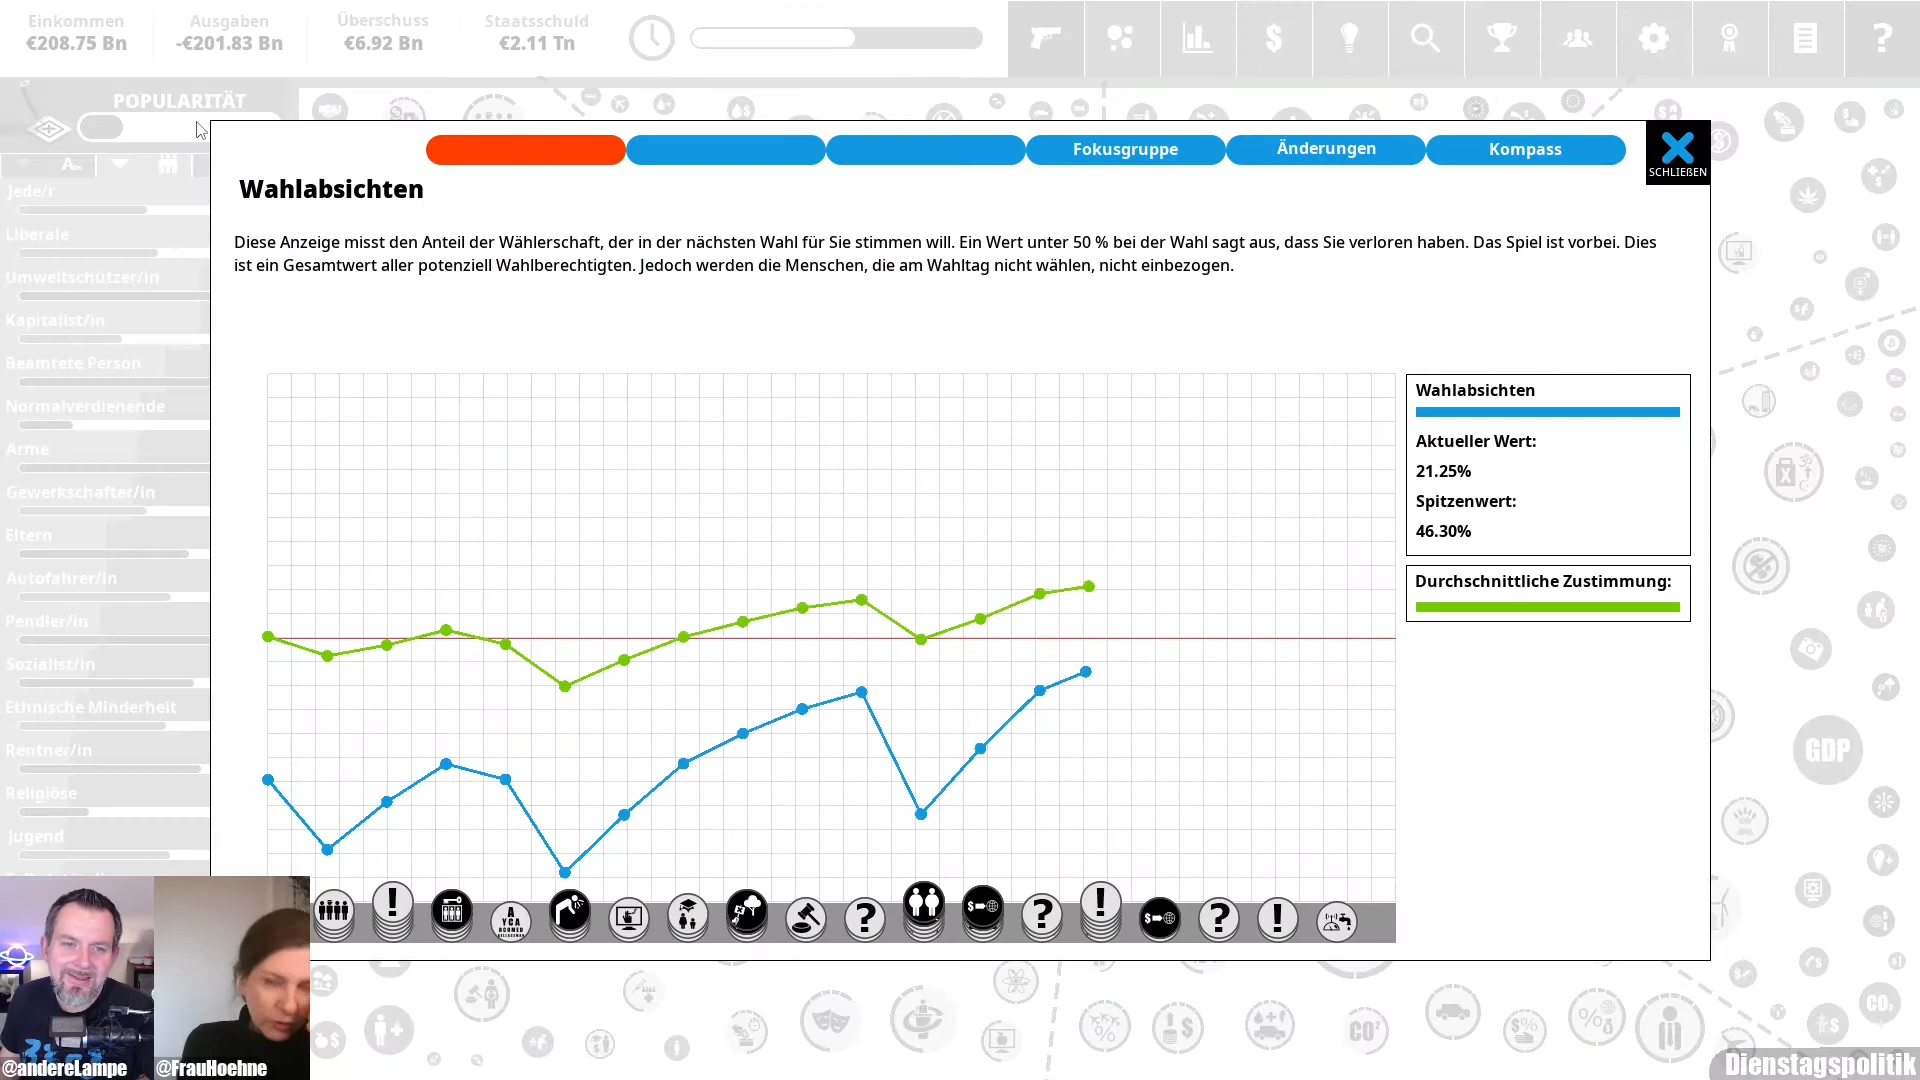 Einkommen
€208.75 Bn
Ausgaben
-€201.83 Bn
Überschuss
€6.92 Bn
Staatsschuld
€2.11 Tn
POPULARITÄT
Jede/r
Liberale
Umweltschützer/in
Kapitalist/in
Beamtete Person
Normalverdienende
Arme
Gewerkschafter/in
Eltern
Autofahrer/in
Pendler/in
Sozialist/in
Ethnische Minderheit
Rentner/in
Religiöse
Jugend
Fokusgruppe
Änderungen
Kompass
SCHLIEßEN
Wahlabsichten
Diese Anzeige misst den Anteil der Wählerschaft, der in der nächsten Wahl für Sie stimmen will. Ein Wert unter 50 % bei der Wahl sagt aus, dass Sie verloren haben. Das Spiel ist vorbei. Dies
ist ein Gesamtwert aller potenziell Wahlberechtigten. Jedoch werden die Menschen, die am Wahltag nicht wählen, nicht einbezogen.
Wahlabsichten
Aktueller Wert:
21.25%
Spitzenwert:
46.30%
Durchschnittliche Zustimmung:
GDP
CO²
CO₂
@andereLampe
@FrauHoehne
Dienstagspolitik